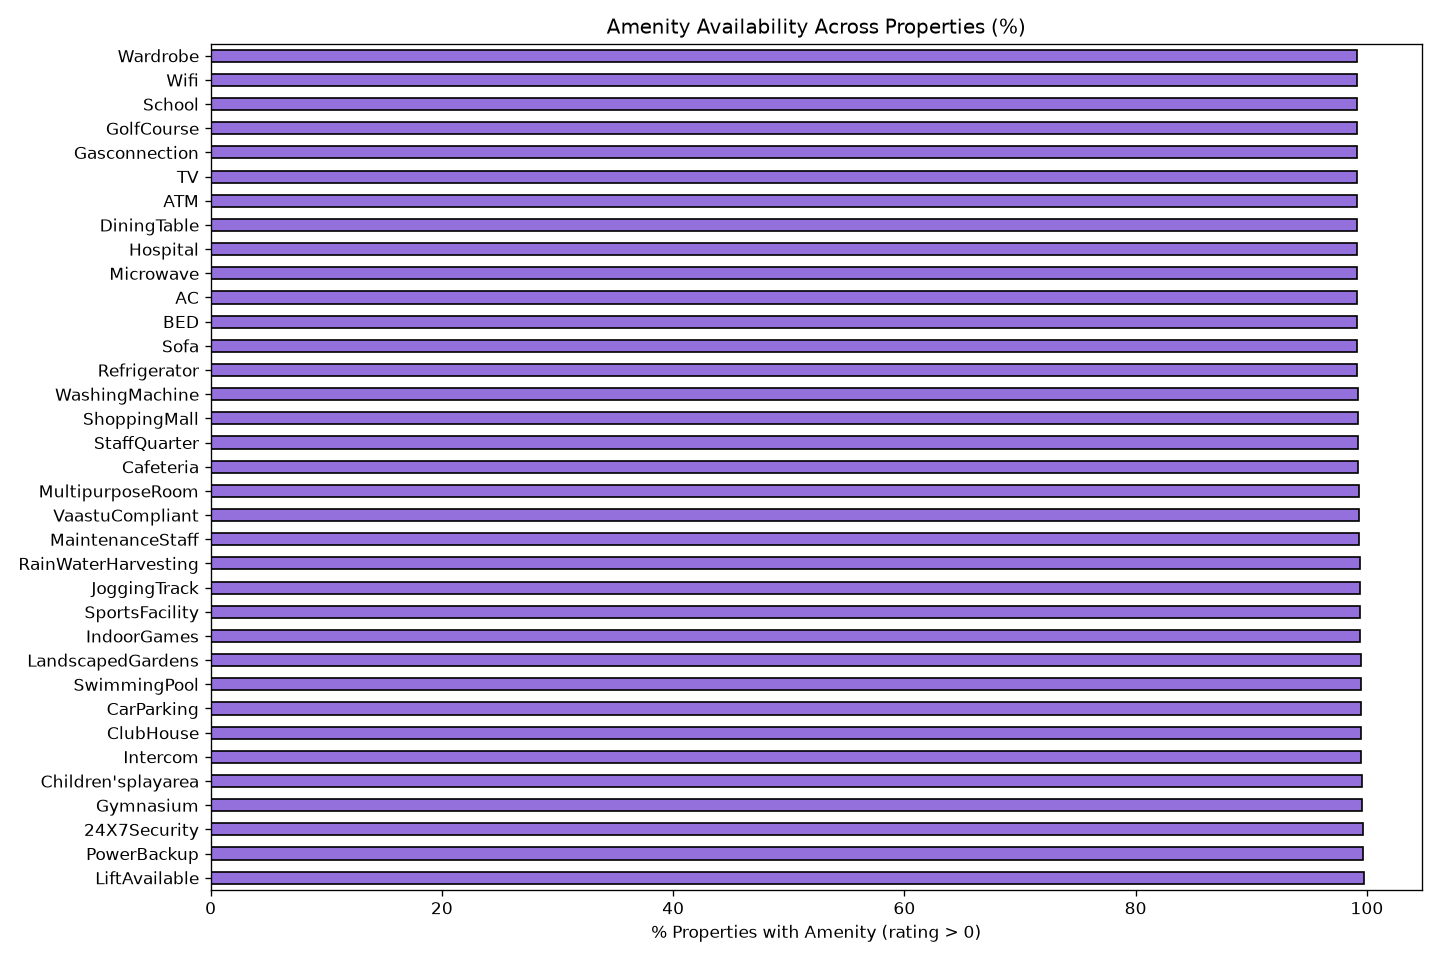 Amenity Availability Across Properties (%)
Wardrobe
Wifi
School
GolfCourse
Gasconnection
TV
ATM
DiningTable
Hospital
Microwave
AC
BED
Sofa
Refrigerator
WashingMachine
ShoppingMall
StaffQuarter
Cafeteria
MultipurposeRoom
VaastuCompliant
MaintenanceStaff
RainWaterHarvesting
JoggingTrack
SportsFacility
IndoorGames
LandscapedGardens
SwimmingPool
CarParking
ClubHouse
Intercom
Children'splayarea
Gymnasium
24X7Security
PowerBackup
LiftAvailable
0 20 40 60 80 100
% Properties with Amenity (rating > 0)